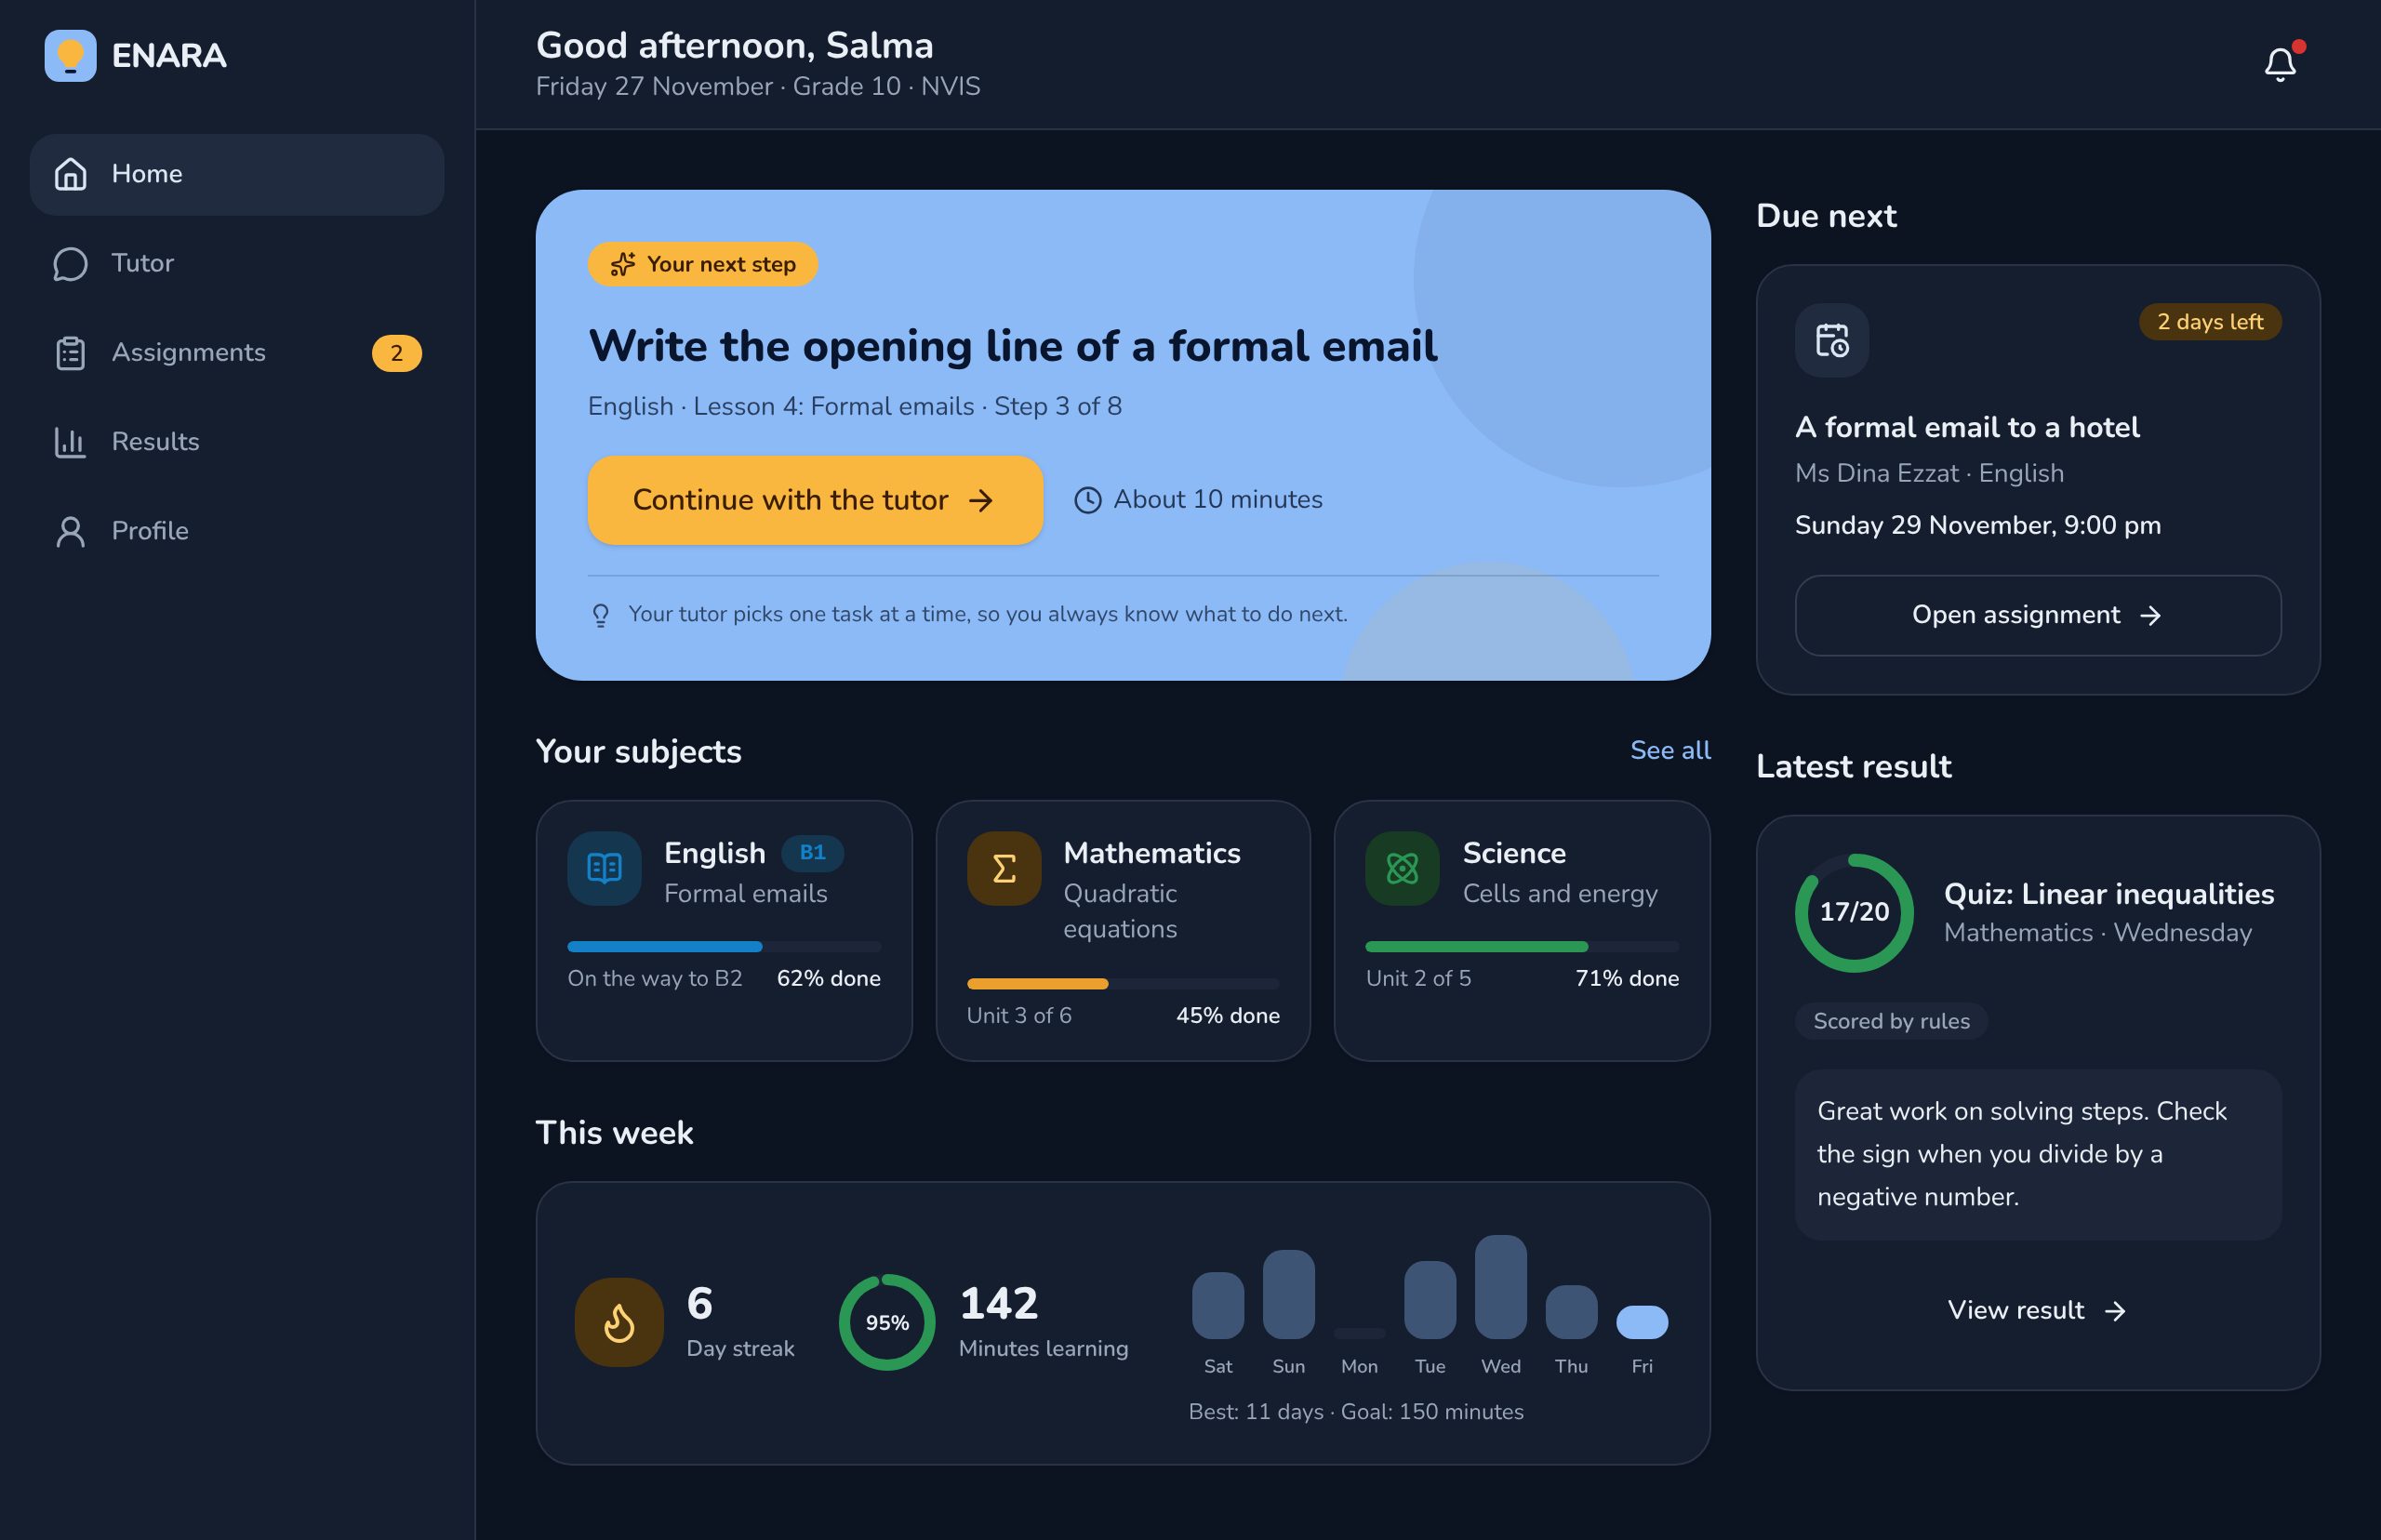 ENARA
Home
Tutor
Assignments
2
Results
Profile
Good afternoon, Salma
Friday 27 November · Grade 10 · NVIS
Your next step
Write the opening line of a formal email
English · Lesson 4: Formal emails · Step 3 of 8
Continue with the tutor →
About 10 minutes
Your tutor picks one task at a time, so you always know what to do next.
Your subjects
See all
English B1
Formal emails
On the way to B2 62% done
Σ
Mathematics
Quadratic
equations
Unit 3 of 6 45% done
Science
Cells and energy
Unit 2 of 5 71% done
This week
6
Day streak
95%
142
Minutes learning
Sat Sun Mon Tue Wed Thu Fri
Best: 11 days · Goal: 150 minutes
Due next
2 days left
A formal email to a hotel
Ms Dina Ezzat · English
Sunday 29 November, 9:00 pm
Open assignment →
Latest result
17/20
Quiz: Linear inequalities
Mathematics · Wednesday
Scored by rules
Great work on solving steps. Check
the sign when you divide by a
negative number.
View result →